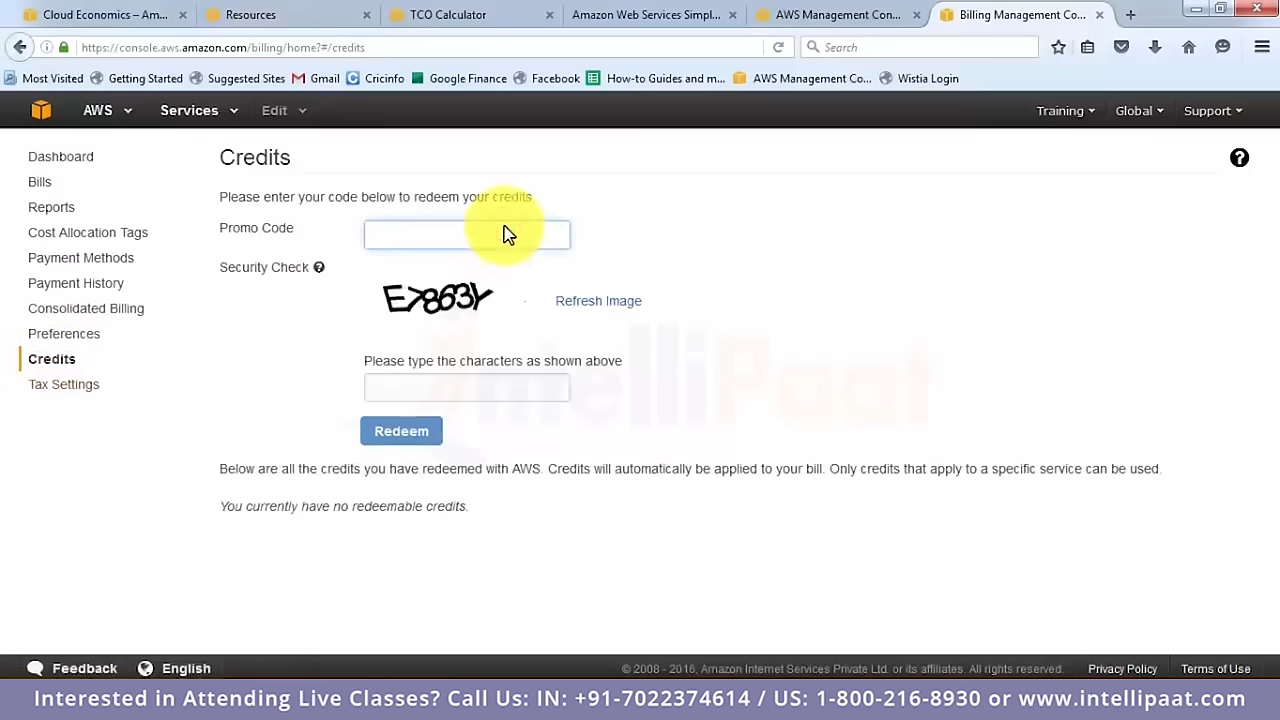 Cloud Economics – Am...
Resources
TCO Calculator
Amazon Web Services Simpl...
AWS Management Con...
Billing Management Co...
https://console.aws.amazon.com/billing/home?#/credits
Search
Most Visited
Getting Started
Suggested Sites
Gmail
Cricinfo
Google Finance
Facebook
How-to Guides and m...
AWS Management Co...
Wistia Login
AWS
Services
Edit
Training
Global
Support
Dashboard
Bills
Reports
Cost Allocation Tags
Payment Methods
Payment History
Consolidated Billing
Preferences
Credits
Tax Settings
Credits
Please enter your code below to redeem your credits
Promo Code
Security Check
E7863Y
Refresh Image
Please type the characters as shown above
Redeem
IntelliPaat
Below are all the credits you have redeemed with AWS. Credits will automatically be applied to your bill. Only credits that apply to a specific service can be used.
You currently have no redeemable credits.
Feedback
English
© 2008 - 2016, Amazon Internet Services Private Ltd. or its affiliates. All rights reserved.
Privacy Policy
Terms of Use
Interested in Attending Live Classes? Call Us: IN: +91-7022374614 / US: 1-800-216-8930 or www.intellipaat.com